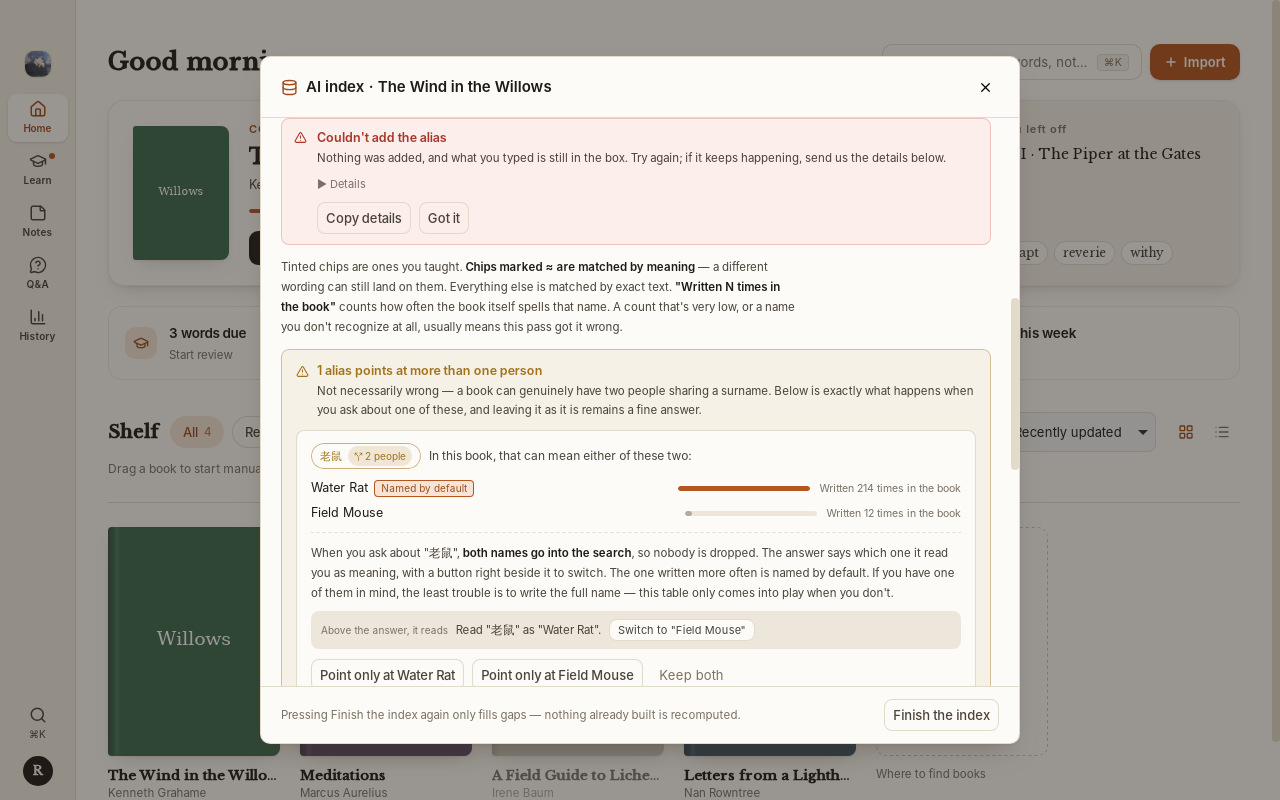 Good morni
ords, not...
⌘K
Import
Home
Learn
Notes
Q&A
History
⌘K
R
Willows
AI index · The Wind in the Willows
Couldn't add the alias
Nothing was added, and what you typed is still in the box. Try again; if it keeps happening, send us the details below.
Details
Copy details
Got it
Tinted chips are ones you taught. Chips marked ≈ are matched by meaning — a different
wording can still land on them. Everything else is matched by exact text. "Written N times in
the book" counts how often the book itself spells that name. A count that's very low, or a name
you don't recognize at all, usually means this pass got it wrong.
1 alias points at more than one person
Not necessarily wrong — a book can genuinely have two people sharing a surname. Below is exactly what happens when
you ask about one of these, and leaving it as it is remains a fine answer.
老鼠 2 people In this book, that can mean either of these two:
Water Rat Named by default Written 214 times in the book
Field Mouse Written 12 times in the book
When you ask about "老鼠", both names go into the search, so nobody is dropped. The answer says which one it read
you as meaning, with a button right beside it to switch. The one written more often is named by default. If you have one
of them in mind, the least trouble is to write the full name — this table only comes into play when you don't.
Above the answer, it reads Read "老鼠" as "Water Rat". Switch to "Field Mouse"
Point only at Water Rat
Point only at Field Mouse
Keep both
Pressing Finish the index again only fills gaps — nothing already built is recomputed.
Finish the index
left off
I · The Piper at the Gates
apt
reverie
withy
3 words due
Start review
his week
Shelf
All 4
Re
Recently updated
Drag a book to start manua
Willows
The Wind in the Willo...
Kenneth Grahame
Meditations
Marcus Aurelius
A Field Guide to Liche...
Irene Baum
Letters from a Lighth...
Nan Rowntree
Where to find books